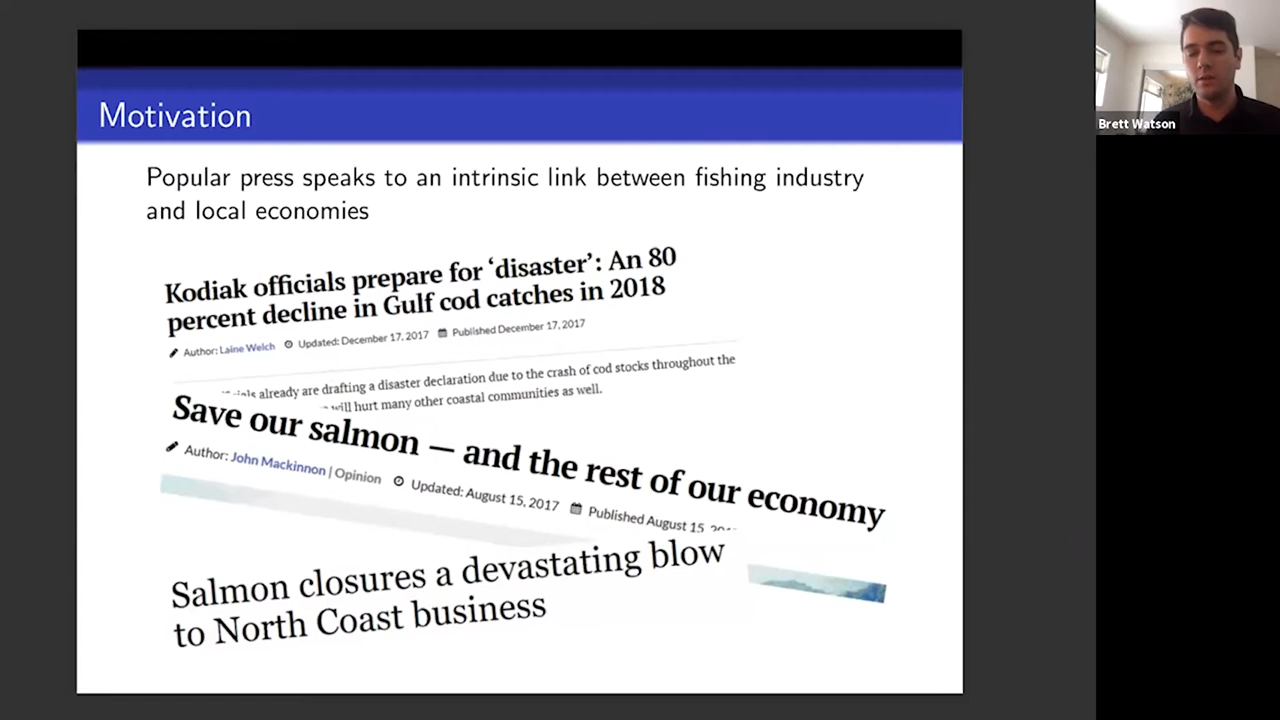 Motivation
Popular press speaks to an intrinsic link between fishing industry
and local economies
Kodiak officials prepare for ‘disaster’: An 80
percent decline in Gulf cod catches in 2018
Author: Laine Welch Updated: December 17, 2017 Published December 17, 2017
already are drafting a disaster declaration due to the crash of cod stocks throughout the
will hurt many other coastal communities as well.
Save our salmon — and the rest of our economy
Author: John Mackinnon | Opinion Updated: August 15, 2017 Published August 15
Salmon closures a devastating blow
to North Coast business
Brett Watson